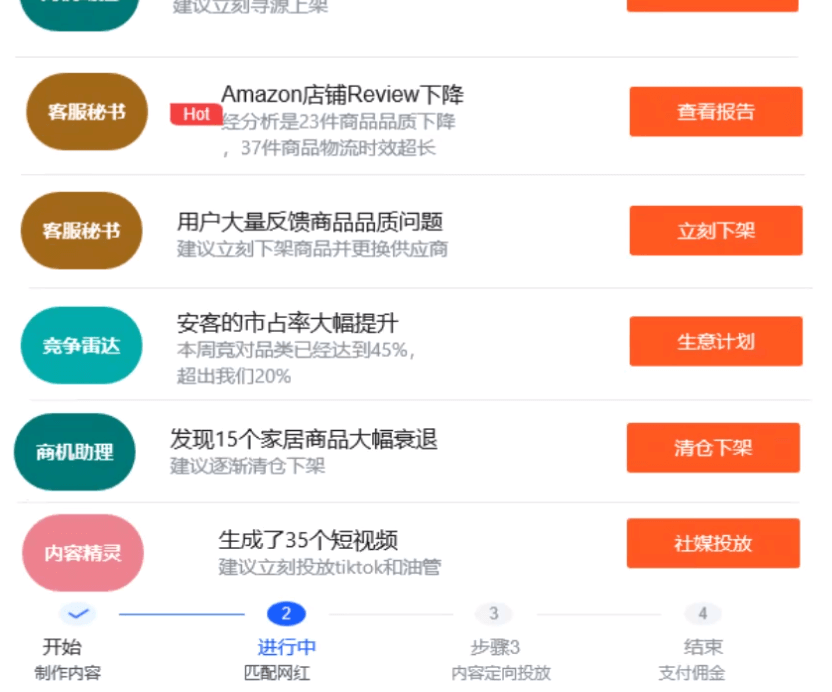 建议立刻寻源上架
客服秘书
Hot
Amazon店铺Review下降
经分析是23件商品品质下降
，37件商品物流时效超长
查看报告
客服秘书
用户大量反馈商品品质问题
建议立刻下架商品并更换供应商
立刻下架
竞争雷达
安客的市占率大幅提升
本周竞对品类已经达到45%，
超出我们20%
生意计划
商机助理
发现15个家居商品大幅衰退
建议逐渐清仓下架
清仓下架
内容精灵
生成了35个短视频
建议立刻投放tiktok和油管
社媒投放
2
3
4
开始
进行中
步骤3
结束
制作内容
匹配网红
内容定向投放
支付佣金